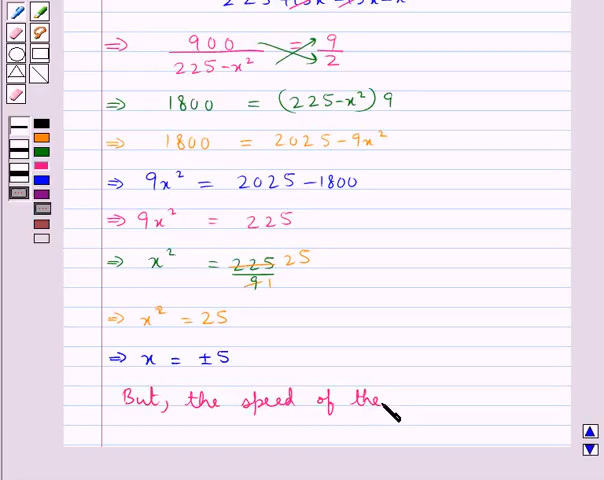 ⇒ 900/(225-x²) = 9/2
⇒ 1800 = (225-x²) 9
⇒ 1800 = 2025-9x²
⇒ 9x² = 2025-1800
⇒ 9x² = 225
⇒ x² = 225/9 25 1
⇒ x² = 25
⇒ x = ±5
But, the speed of the